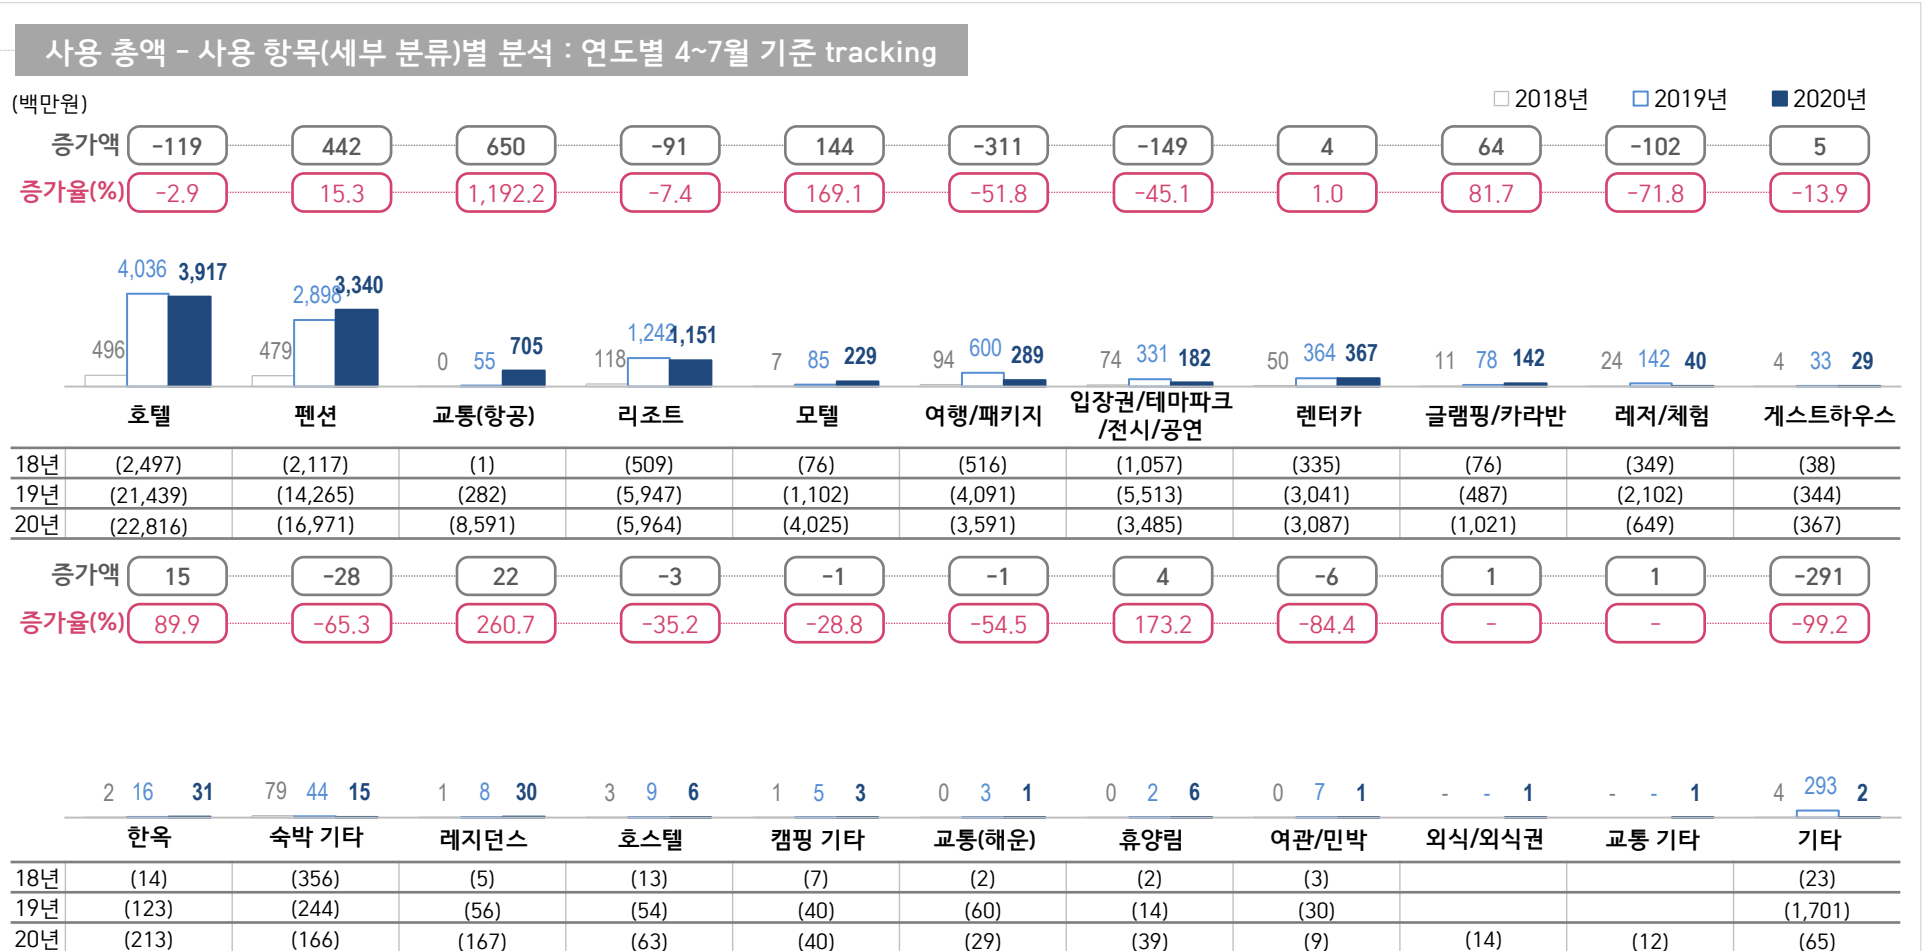 사용 총액 - 사용 항목(세부 분류)별 분석 : 연도별 4~7월 기준 tracking
(백만원)
2018년 2019년 2020년
증가액 -119 442 650 -91 144 -311 -149 4 64 -102 5
증가율(%) -2.9 15.3 1,192.2 -7.4 169.1 -51.8 -45.1 1.0 81.7 -71.8 -13.9
496 4,036 3,917 479 2,898 3,340 0 55 705 118 1,242 1,151 7 85 229 94 600 289 74 331 182 50 364 367 11 78 142 24 142 40 4 33 29
호텔 펜션 교통(항공) 리조트 모텔 여행/패키지 입장권/테마파크 렌터카 글램핑/카라반 레저/체험 게스트하우스
/전시/공연
18년 (2,497) (2,117) (1) (509) (76) (516) (1,057) (335) (76) (349) (38)
19년 (21,439) (14,265) (282) (5,947) (1,102) (4,091) (5,513) (3,041) (487) (2,102) (344)
20년 (22,816) (16,971) (8,591) (5,964) (4,025) (3,591) (3,485) (3,087) (1,021) (649) (367)
증가액 15 -28 22 -3 -1 -1 4 -6 1 1 -291
증가율(%) 89.9 -65.3 260.7 -35.2 -28.8 -54.5 173.2 -84.4 - - -99.2
2 16 31 79 44 15 1 8 30 3 9 6 1 5 3 0 3 1 0 2 6 0 7 1 - - 1 - - 1 4 293 2
한옥 숙박 기타 레지던스 호스텔 캠핑 기타 교통(해운) 휴양림 여관/민박 외식/외식권 교통 기타 기타
18년 (14) (356) (5) (13) (7) (2) (2) (3) (23)
19년 (123) (244) (56) (54) (40) (60) (14) (30) (1,701)
20년 (213) (166) (167) (63) (40) (29) (39) (9) (14) (12) (65)